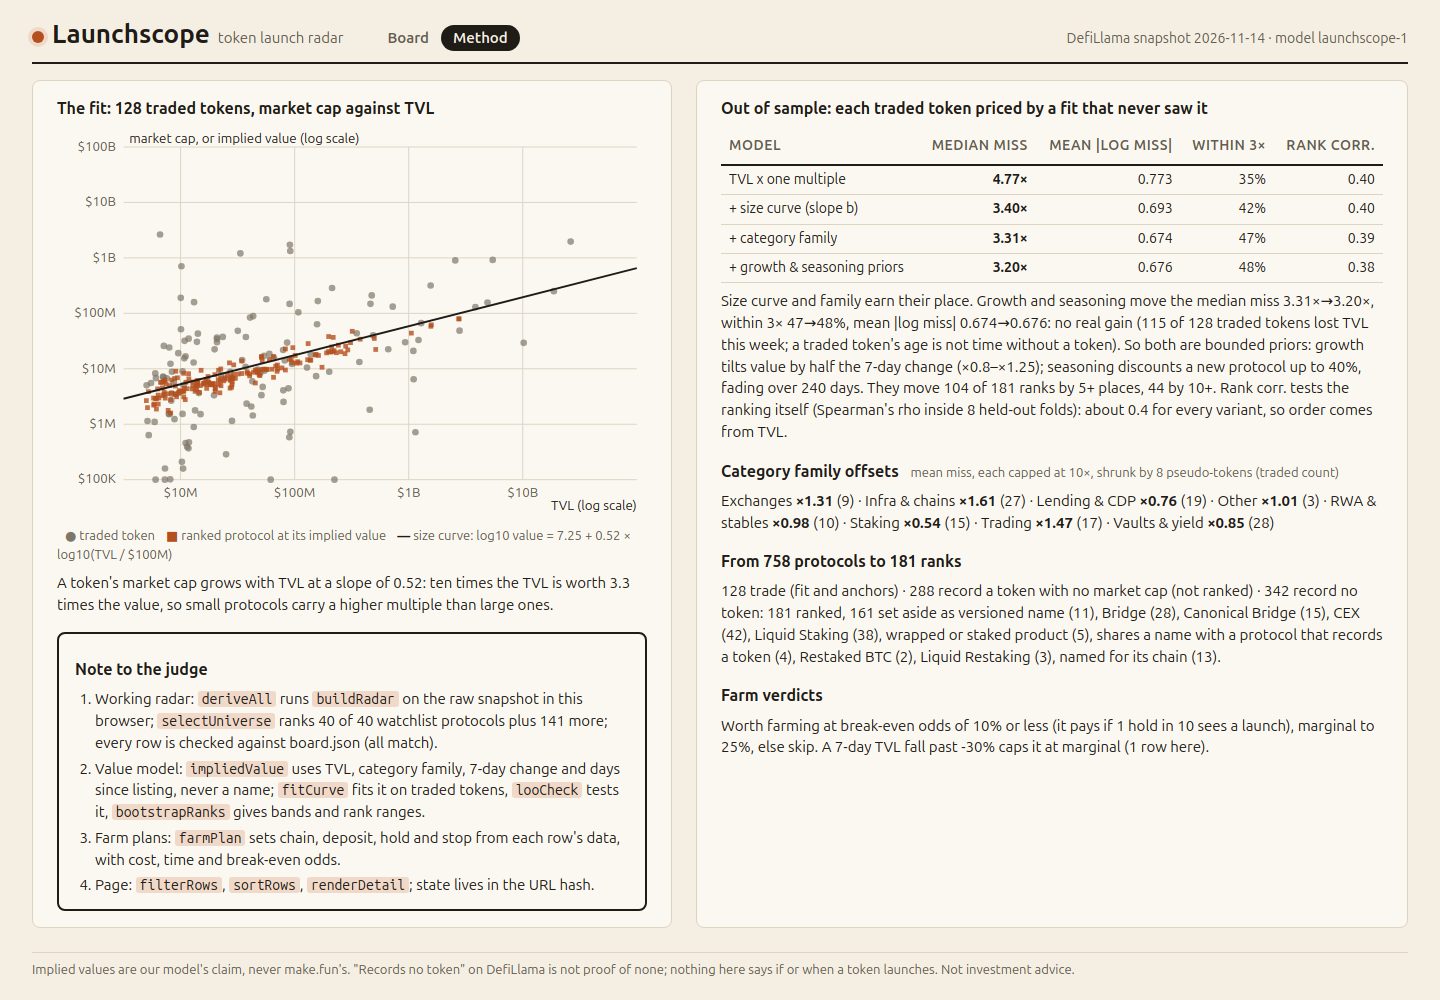 Launchscope token launch radar Board Method DefiLlama snapshot 2026-11-14 · model launchscope-1
The fit: 128 traded tokens, market cap against TVL
market cap, or implied value (log scale)
$100B
$10B
$1B
$100M
$10M
$1M
$100K
$10M $100M $1B $10B
TVL (log scale)
traded token ranked protocol at its implied value size curve: log10 value = 7.25 + 0.52 ×
log10(TVL / $100M)
A token's market cap grows with TVL at a slope of 0.52: ten times the TVL is worth 3.3
times the value, so small protocols carry a higher multiple than large ones.
Note to the judge
1. Working radar: deriveAll runs buildRadar on the raw snapshot in this
browser; selectUniverse ranks 40 of 40 watchlist protocols plus 141 more;
every row is checked against board.json (all match).
2. Value model: impliedValue uses TVL, category family, 7-day change and days
since listing, never a name; fitCurve fits it on traded tokens, looCheck tests
it, bootstrapRanks gives bands and rank ranges.
3. Farm plans: farmPlan sets chain, deposit, hold and stop from each row's data,
with cost, time and break-even odds.
4. Page: filterRows, sortRows, renderDetail; state lives in the URL hash.
Out of sample: each traded token priced by a fit that never saw it
MODEL MEDIAN MISS MEAN |LOG MISS| WITHIN 3× RANK CORR.
TVL x one multiple 4.77× 0.773 35% 0.40
+ size curve (slope b) 3.40× 0.693 42% 0.40
+ category family 3.31× 0.674 47% 0.39
+ growth & seasoning priors 3.20× 0.676 48% 0.38
Size curve and family earn their place. Growth and seasoning move the median miss 3.31×→3.20×,
within 3× 47→48%, mean |log miss| 0.674→0.676: no real gain (115 of 128 traded tokens lost TVL
this week; a traded token's age is not time without a token). So both are bounded priors: growth
tilts value by half the 7-day change (×0.8–×1.25); seasoning discounts a new protocol up to 40%,
fading over 240 days. They move 104 of 181 ranks by 5+ places, 44 by 10+. Rank corr. tests the
ranking itself (Spearman's rho inside 8 held-out folds): about 0.4 for every variant, so order comes
from TVL.
Category family offsets mean miss, each capped at 10×, shrunk by 8 pseudo-tokens (traded count)
Exchanges ×1.31 (9) · Infra & chains ×1.61 (27) · Lending & CDP ×0.76 (19) · Other ×1.01 (3) · RWA &
stables ×0.98 (10) · Staking ×0.54 (15) · Trading ×1.47 (17) · Vaults & yield ×0.85 (28)
From 758 protocols to 181 ranks
128 trade (fit and anchors) · 288 record a token with no market cap (not ranked) · 342 record no
token: 181 ranked, 161 set aside as versioned name (11), Bridge (28), Canonical Bridge (15), CEX
(42), Liquid Staking (38), wrapped or staked product (5), shares a name with a protocol that records
a token (4), Restaked BTC (2), Liquid Restaking (3), named for its chain (13).
Farm verdicts
Worth farming at break-even odds of 10% or less (it pays if 1 hold in 10 sees a launch), marginal to
25%, else skip. A 7-day TVL fall past -30% caps it at marginal (1 row here).
Implied values are our model's claim, never make.fun's. "Records no token" on DefiLlama is not proof of none; nothing here says if or when a token launches. Not investment advice.